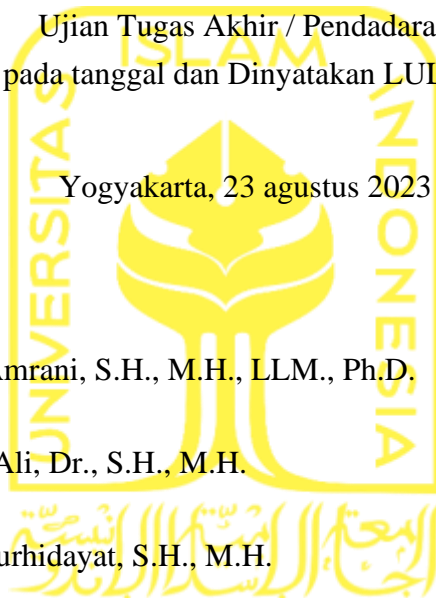 Ujian Tugas Akhir / Pendadara
pada tanggal dan Dinyatakan LUL
Yogyakarta, 23 agustus 2023
Amrani, S.H., M.H., LLM., Ph.D.
Ali, Dr., S.H., M.H.
urhidayat, S.H., M.H.
ISLAM
UNIVERSITAS
INDONESIA